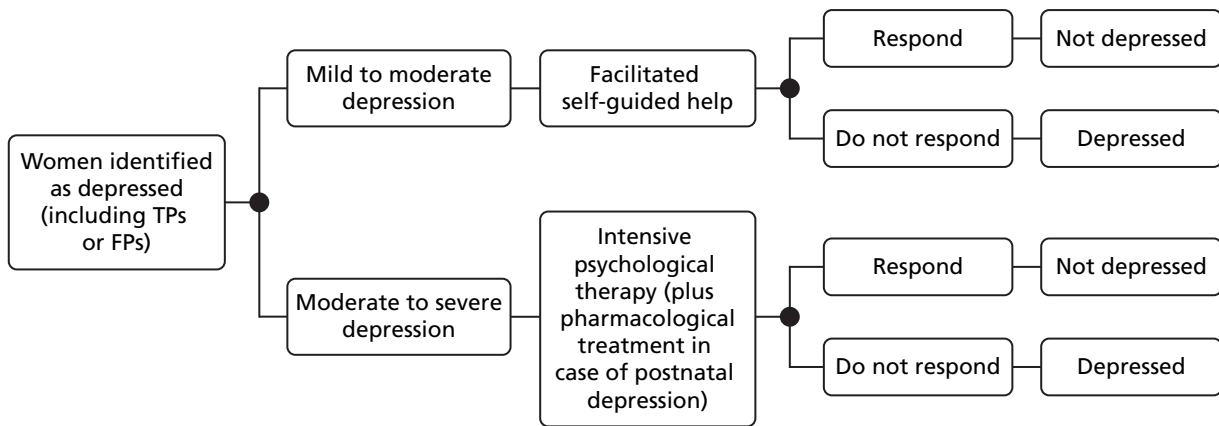 Women identified
as depressed
(including TPs
or FPs)
Mild to moderate
depression
Facilitated
self-guided help
Respond
Not depressed
Do not respond
Depressed
Moderate to severe
depression
Intensive
psychological
therapy (plus
pharmacological
treatment in
case of postnatal
depression)
Respond
Not depressed
Do not respond
Depressed